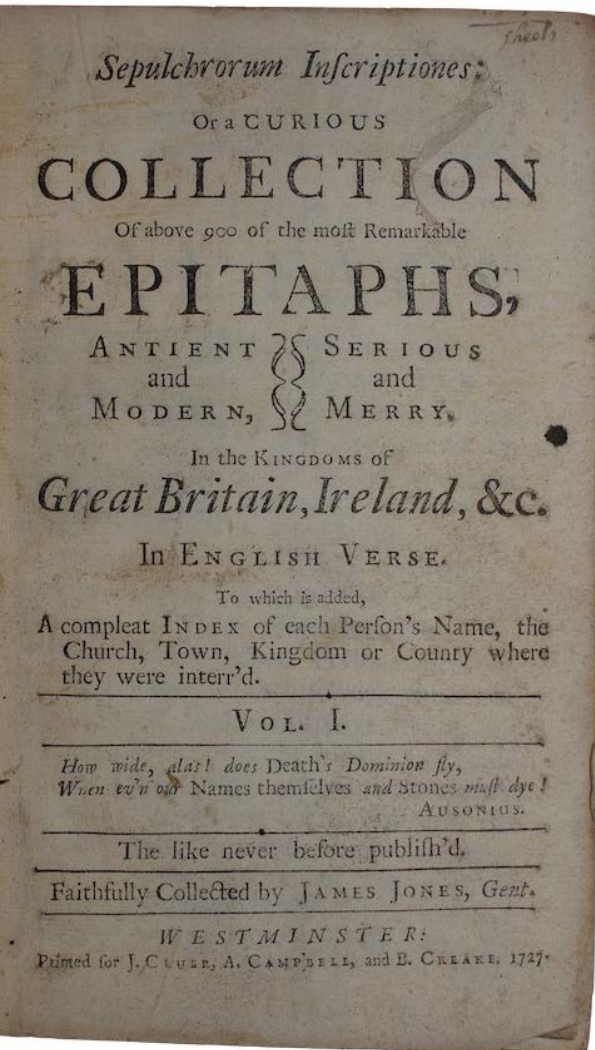 ſheets
Sepulchrorum Inſcriptiones:
Or a CURIOUS
COLLECTION
Of above 900 of the moſt Remarkable
EPITAPHS,
ANTIENT SERIOUS
and and
MODERN, MERRY.
In the KINGDOMS of
Great Britain, Ireland, &c.
In ENGLISH VERSE.
To which is added,
A compleat INDEX of each Perſon's Name, the
Church, Town, Kingdom or County where
they were interr'd.
VOL. I.
How wide, alas! does Death's Dominion fly,
When ev'n our Names themſelves and Stones muſt dye!
AUSONIUS.
The like never before publiſh'd.
Faithfully Collected by JAMES JONES, Gent.
WESTMINSTER:
Printed for J. CLUER, A. CAMPBELL, and B. CREAKE, 1727.